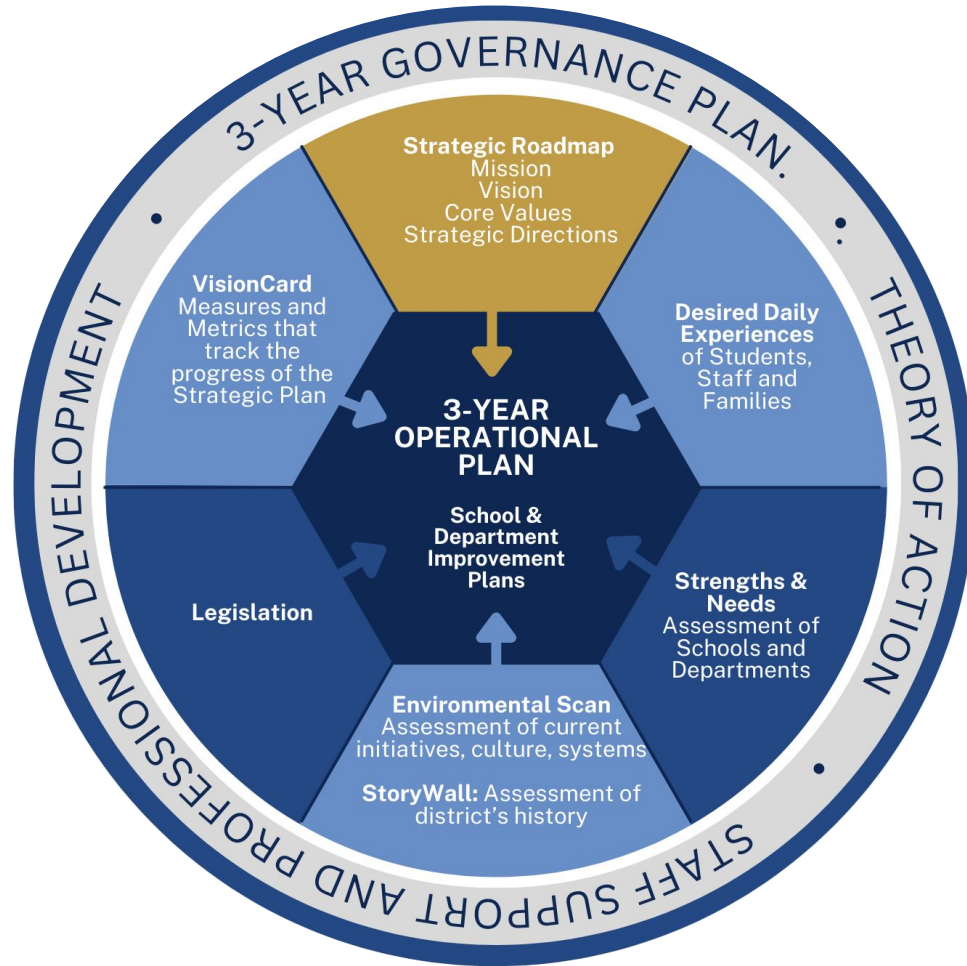 3-YEAR GOVERNANCE PLAN.
THEORY OF ACTION
STAFF SUPPORT AND PROFESSIONAL DEVELOPMENT
Strategic Roadmap
Mission
Vision
Core Values
Strategic Directions
VisionCard
Measures and
Metrics that
track the
progress of the
Strategic Plan
Desired Daily
Experiences
of Students,
Staff and
Families
3-YEAR
OPERATIONAL
PLAN
School &
Department
Improvement
Plans
Legislation
Strengths &
Needs
Assessment of
Schools and
Departments
Environmental Scan
Assessment of current
initiatives, culture, systems
StoryWall: Assessment of
district’s history